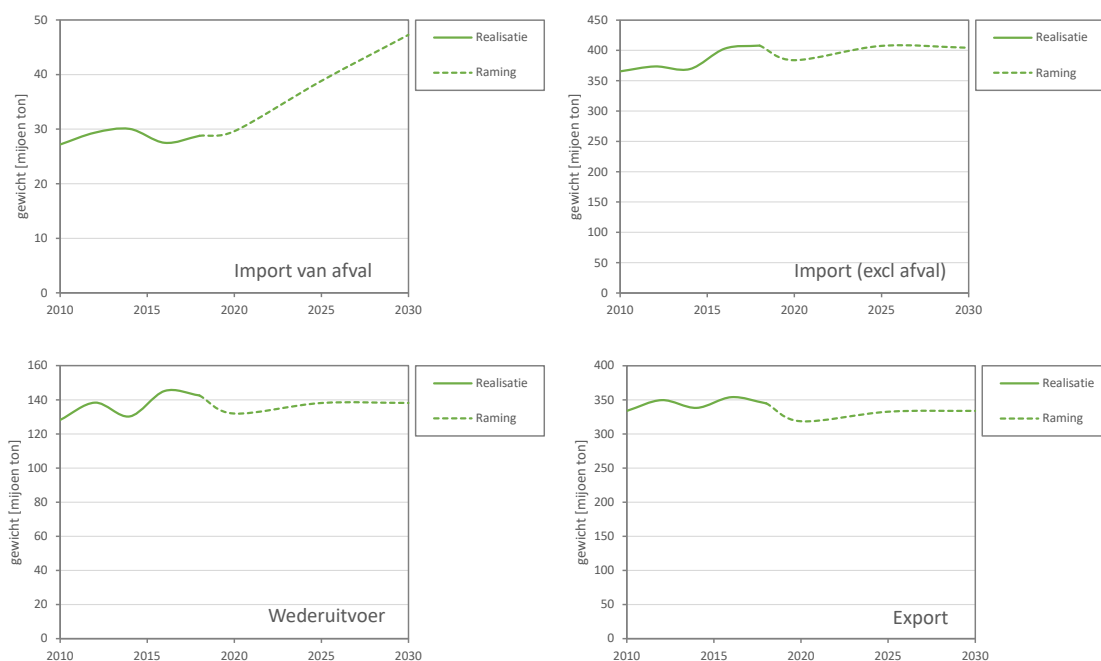 gewicht [mijoen ton]
50
40
30
20
10
0
2010 2015 2020 2025 2030
Import van afval
Realisatie
Raming
gewicht [mijoen ton]
450
400
350
300
250
200
150
100
50
0
2010 2015 2020 2025 2030
Import (excl afval)
Realisatie
Raming
gewicht [mijoen ton]
160
140
120
100
80
60
40
20
0
2010 2015 2020 2025 2030
Wederuitvoer
Realisatie
Raming
gewicht [mijoen ton]
400
350
300
250
200
150
100
50
0
2010 2015 2020 2025 2030
Export
Realisatie
Raming